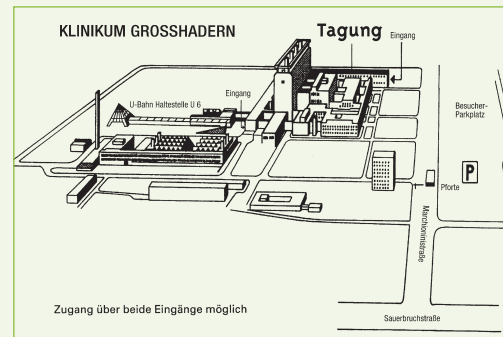 KLINIKUM GROSSHADERN
Tagung
Eingang
U-Bahn Haltestelle U 6
Eingang
Besucher-
Parkplatz
P
Pforte
Marchioninistraße
Zugang über beide Eingänge möglich
Sauerbruchstraße